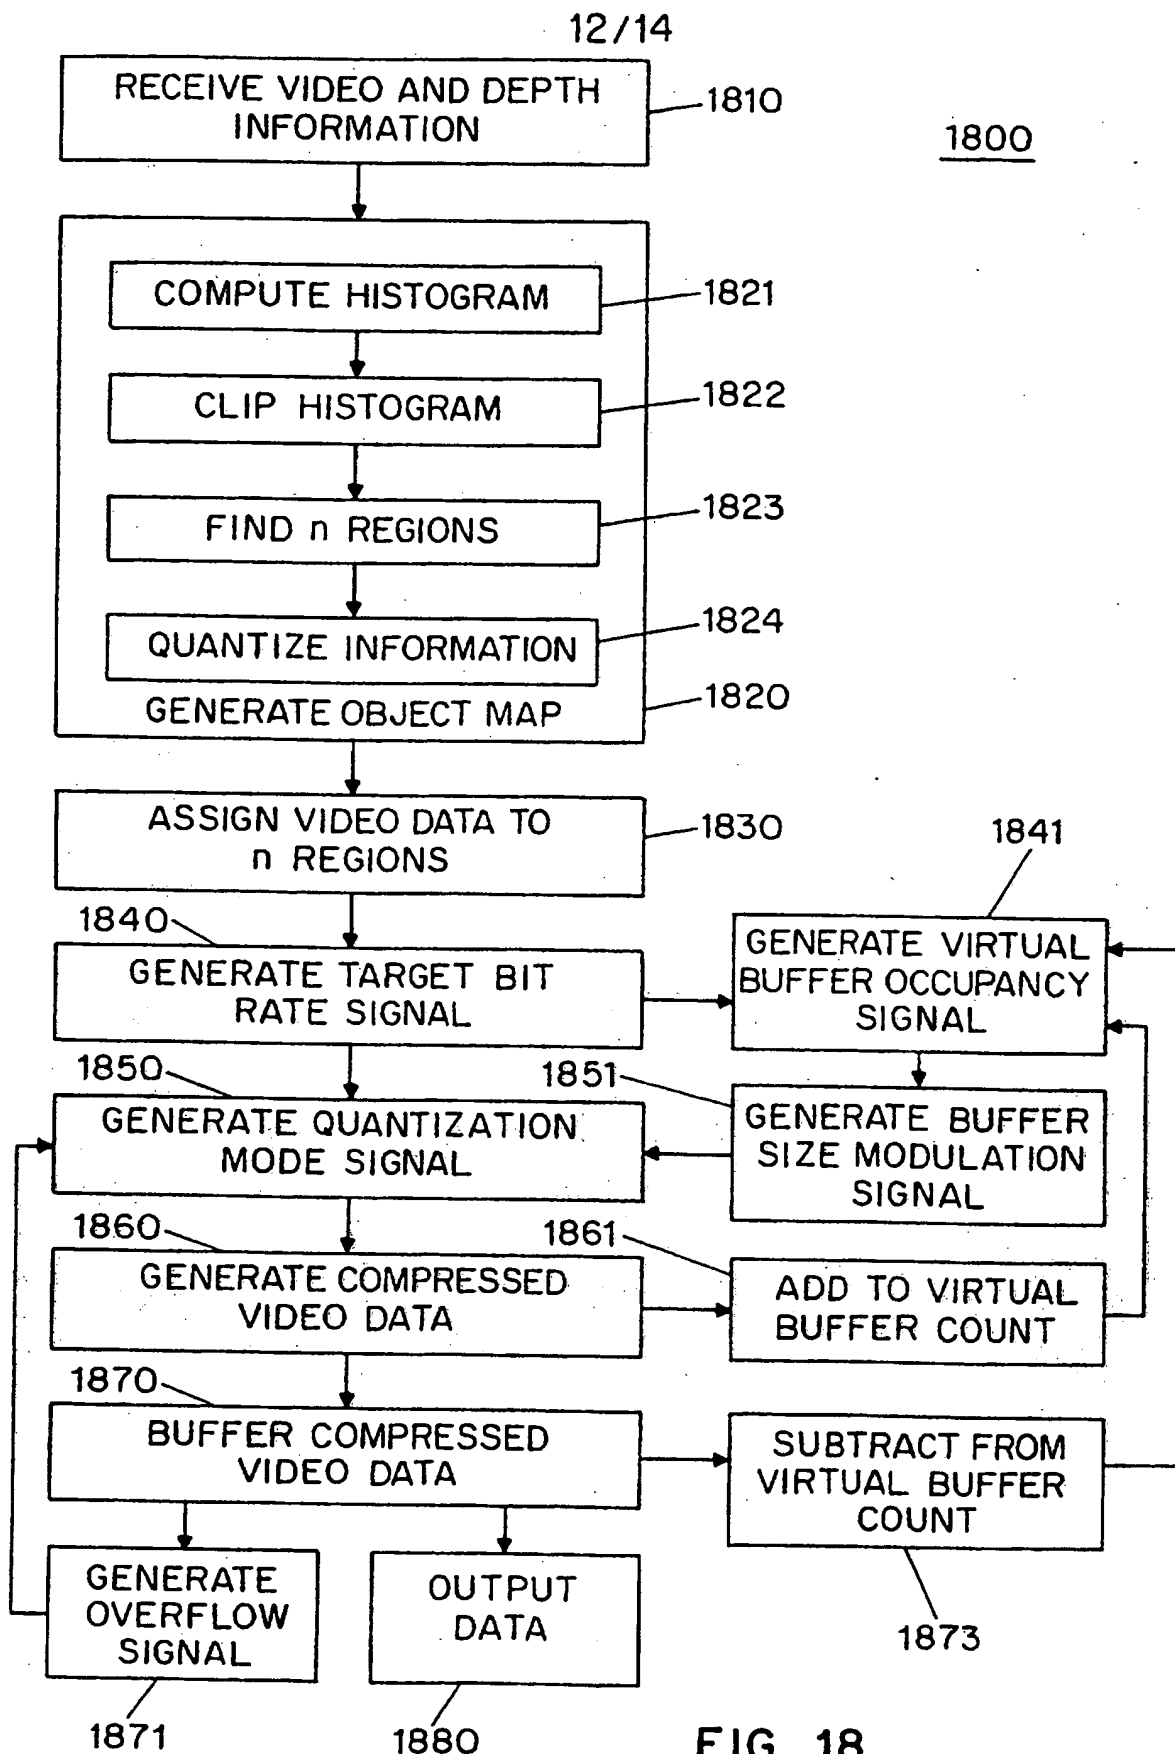 12/14
RECEIVE VIDEO AND DEPTH
INFORMATION
1810
1800
COMPUTE HISTOGRAM
1821
CLIP HISTOGRAM
1822
FIND n REGIONS
1823
QUANTIZE INFORMATION
1824
GENERATE OBJECT MAP
1820
ASSIGN VIDEO DATA TO
n REGIONS
1830
1840
GENERATE TARGET BIT
RATE SIGNAL
1841
GENERATE VIRTUAL
BUFFER OCCUPANCY
SIGNAL
1850
GENERATE QUANTIZATION
MODE SIGNAL
1851
GENERATE BUFFER
SIZE MODULATION
SIGNAL
1860
GENERATE COMPRESSED
VIDEO DATA
1861
ADD TO VIRTUAL
BUFFER COUNT
1870
BUFFER COMPRESSED
VIDEO DATA
SUBTRACT FROM
VIRTUAL BUFFER
COUNT
1873
GENERATE
OVERFLOW
SIGNAL
1871
OUTPUT
DATA
1880
FIG. 18